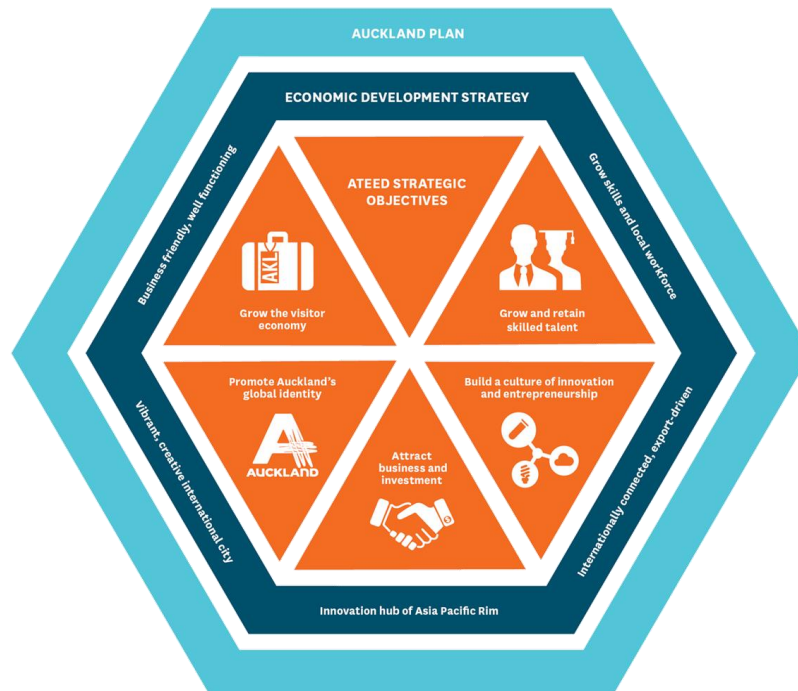 AUCKLAND PLAN
ECONOMIC DEVELOPMENT STRATEGY
Business friendly, well functioning
Grow skills and local workforce
ATEED STRATEGIC
OBJECTIVES
AKL
Grow the visitor
economy
Grow and retain
skilled talent
Promote Auckland's
global identity
AUCKLAND
Attract
business and
investment
Build a culture of innovation
and entrepreneurship
Vibrant, creative international city
Internationally connected, export-driven
Innovation hub of Asia Pacific Rim